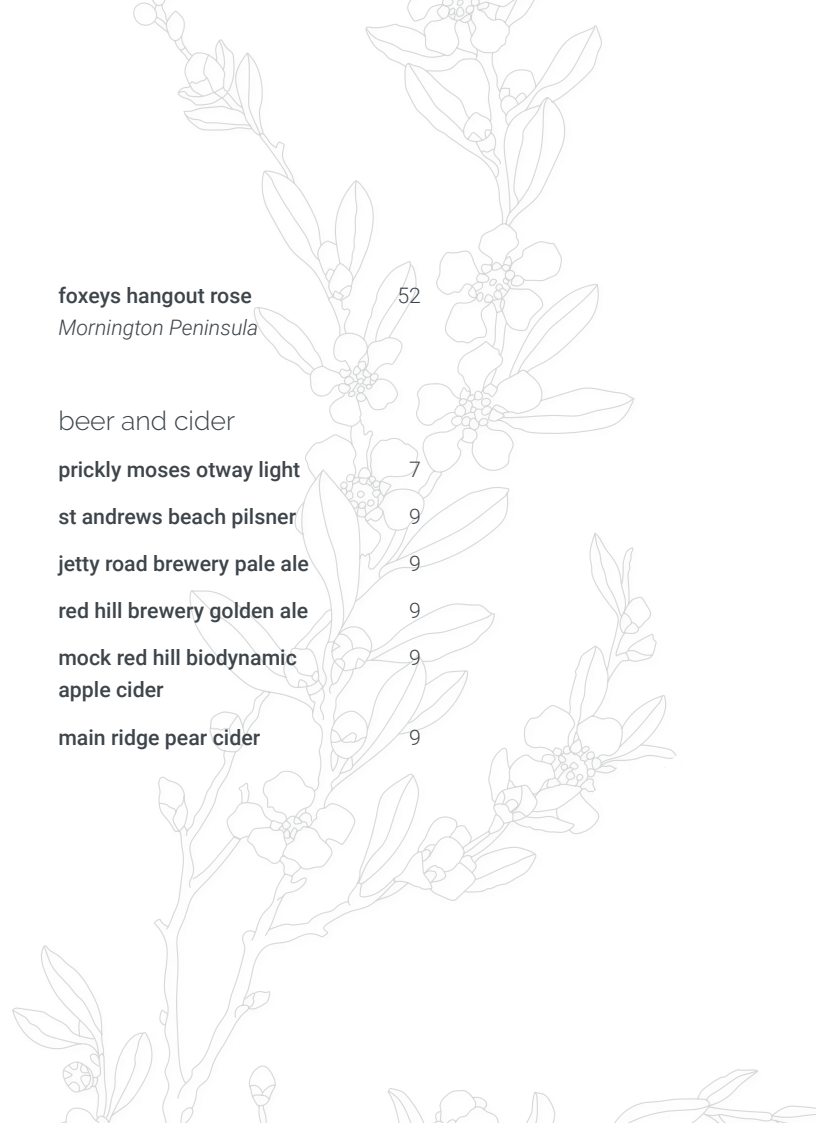 foxeys hangout rose 52
Mornington Peninsula
beer and cider
prickly moses otway light 7
st andrews beach pilsner 9
jetty road brewery pale ale 9
red hill brewery golden ale 9
mock red hill biodynamic 9
apple cider
main ridge pear cider 9